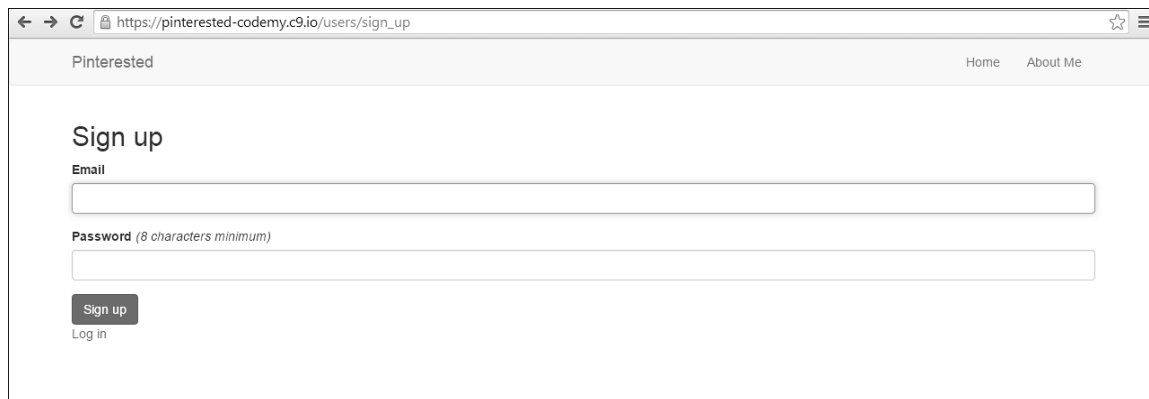 https://pinterested-codemy.c9.io/users/sign_up
Pinterested Home About Me
Sign up
Email
Password (8 characters minimum)
Sign up
Log in